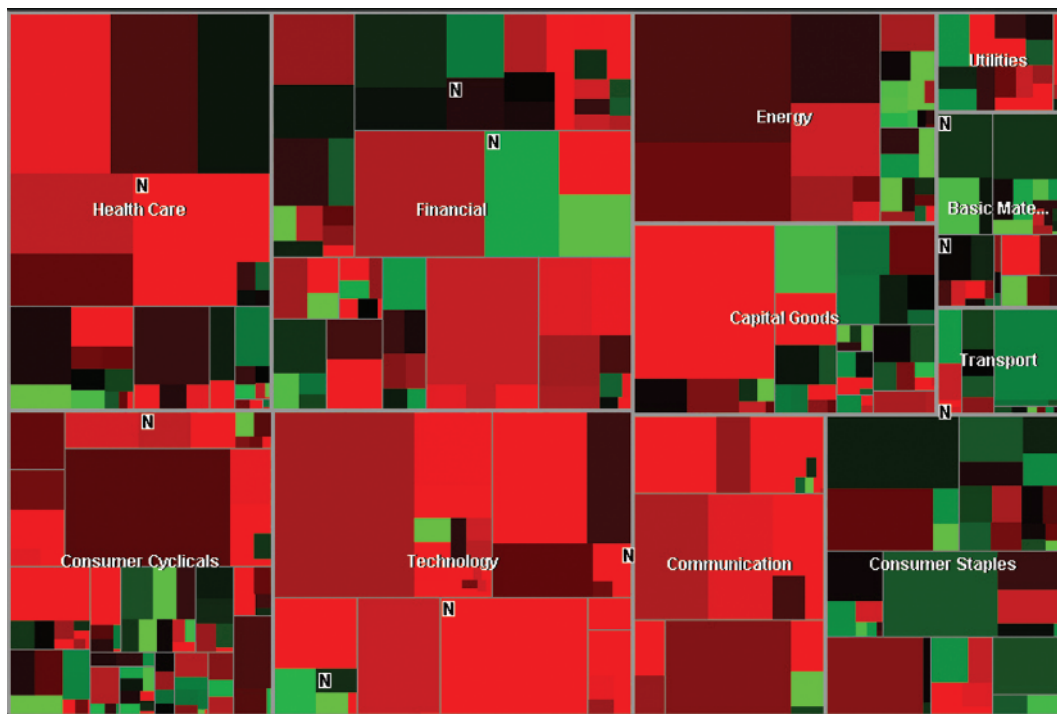 Utilities
N
N
Energy
N
N
Health Care
Financial
Basic Mate...
N
Capital Goods
Transport
N
N
Consumer Cyclicals
Technology
N
Communication
Consumer Staples
N
N